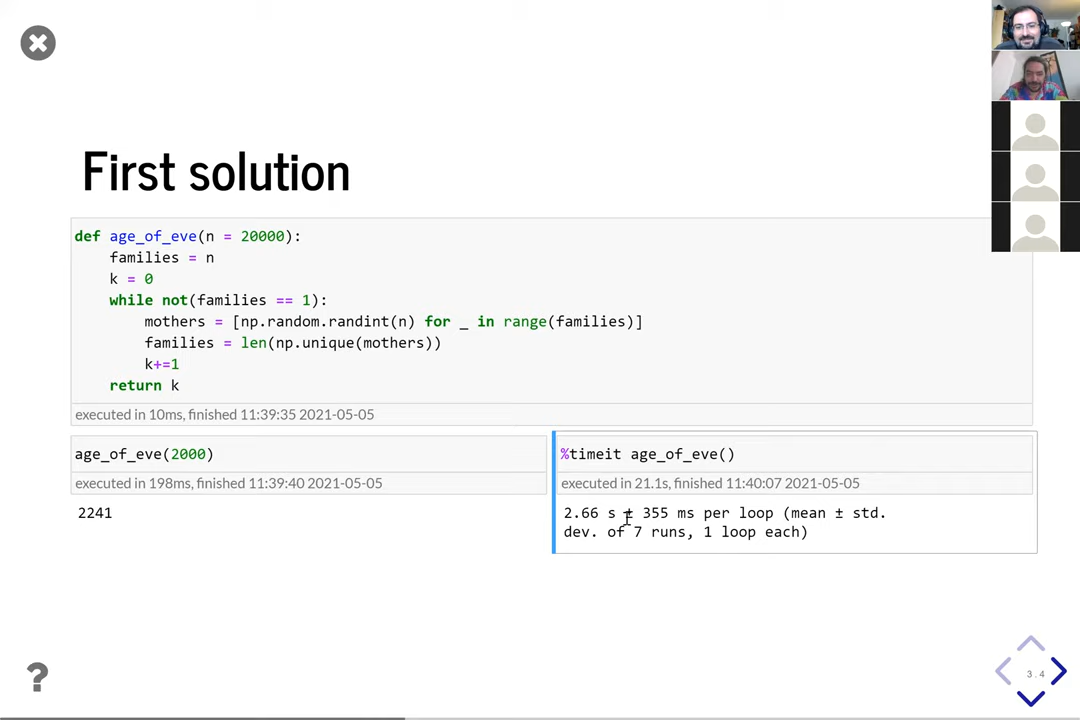 First solution
def age_of_eve(n = 20000):
    families = n
    k = 0
    while not(families == 1):
        mothers = [np.random.randint(n) for _ in range(families)]
        families = len(np.unique(mothers))
        k+=1
    return k
executed in 10ms, finished 11:39:35 2021-05-05
age_of_eve(2000)
executed in 198ms, finished 11:39:40 2021-05-05
2241
%timeit age_of_eve()
executed in 21.1s, finished 11:40:07 2021-05-05
2.66 s ± 355 ms per loop (mean ± std.
dev. of 7 runs, 1 loop each)
?
3.4